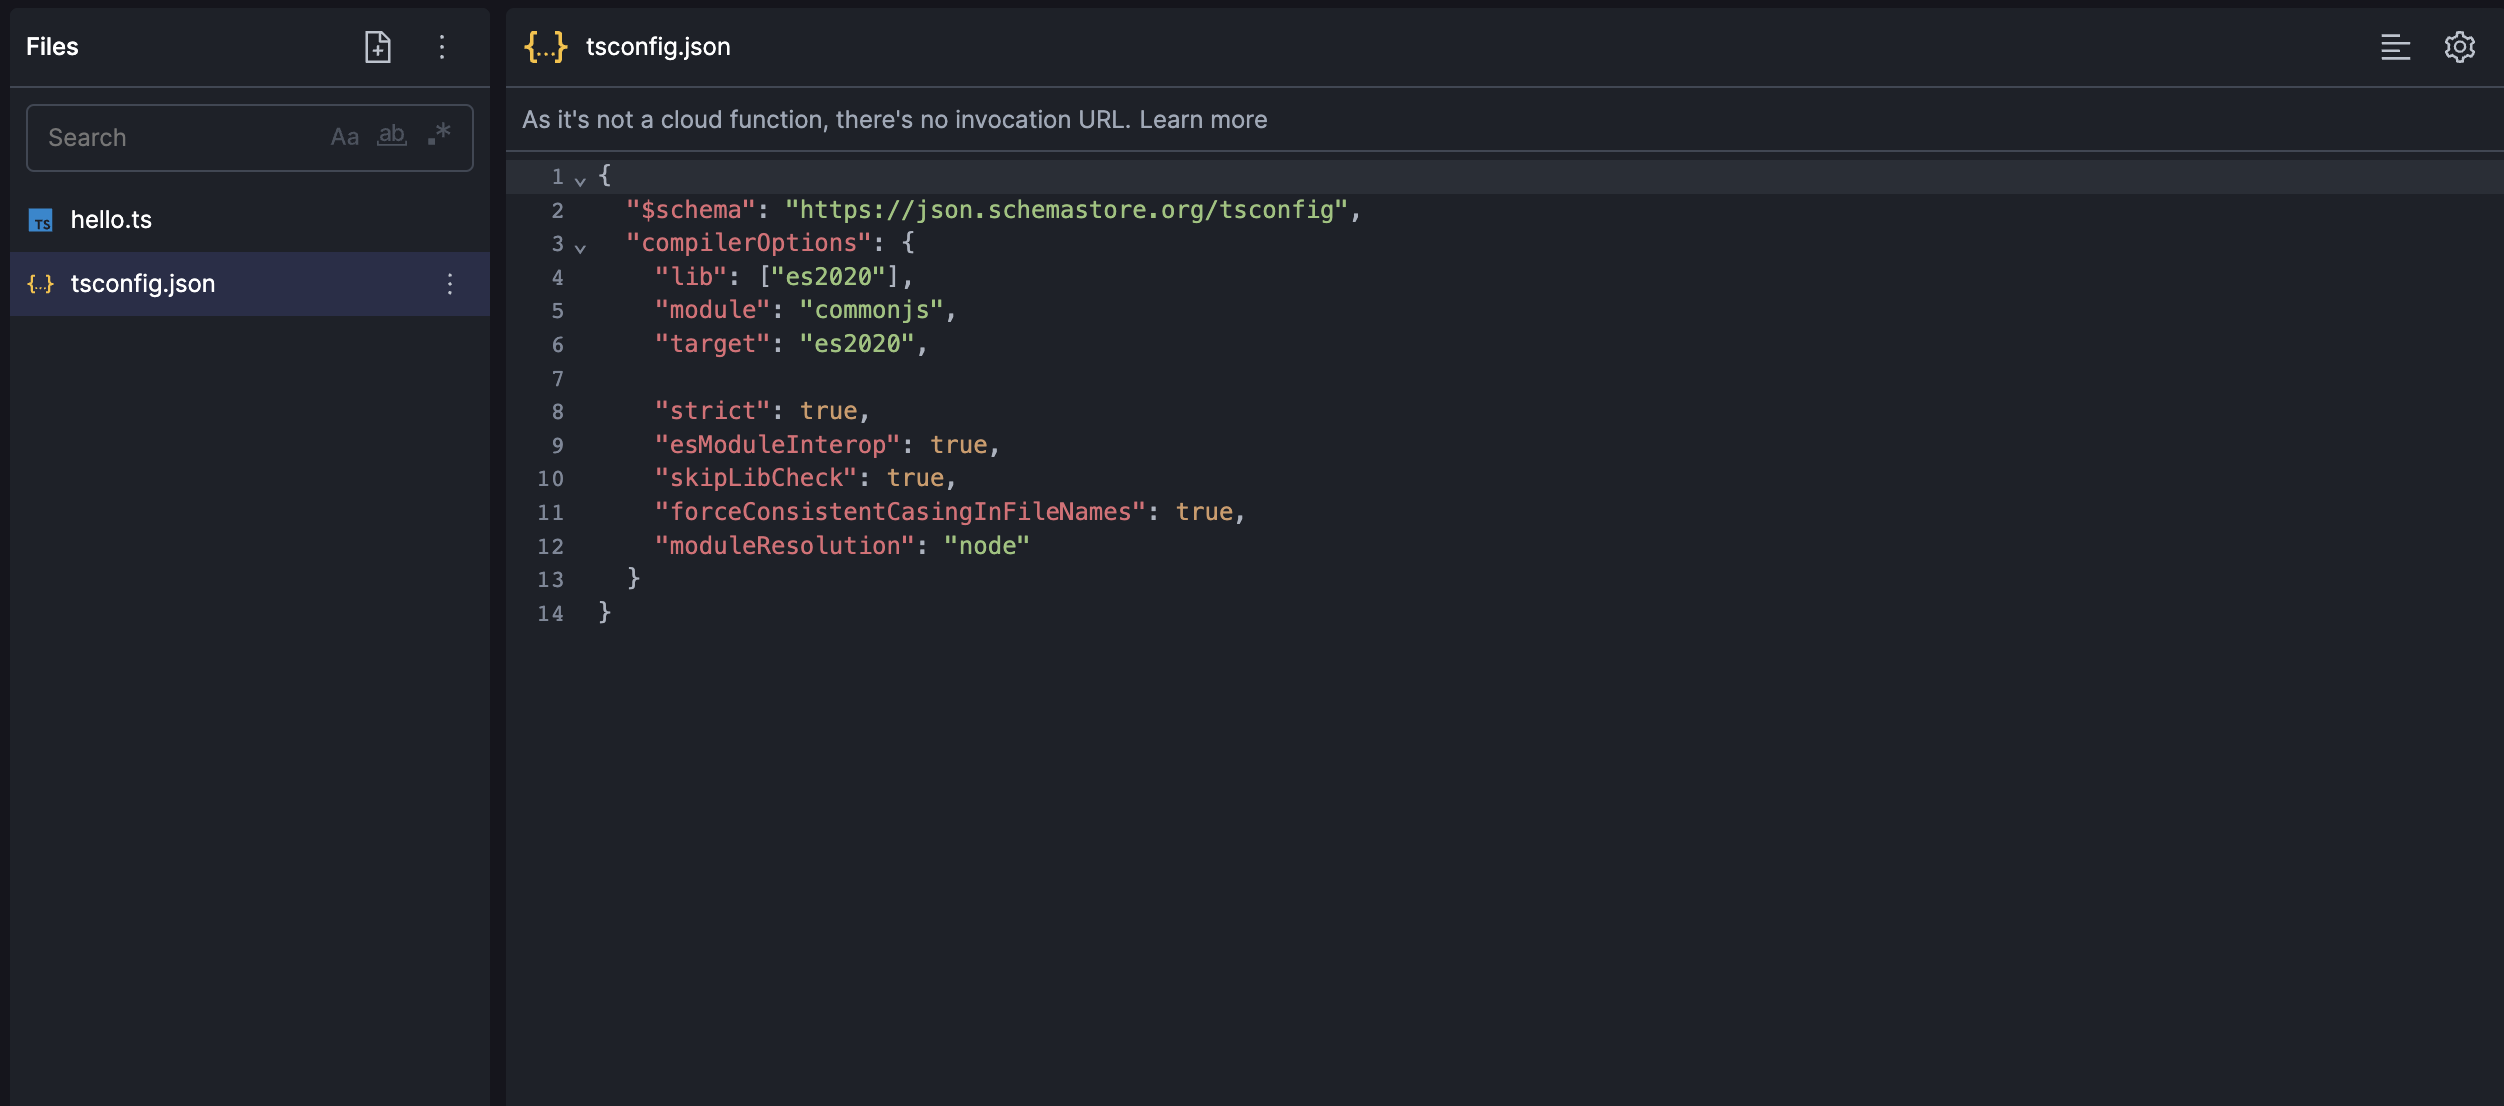 Files
Search Aa ab .*
TS hello.ts
{...} tsconfig.json
{...} tsconfig.json
As it's not a cloud function, there's no invocation URL. Learn more
1 {
2   "$schema": "https://json.schemastore.org/tsconfig",
3   "compilerOptions": {
4     "lib": ["es2020"],
5     "module": "commonjs",
6     "target": "es2020",
7
8     "strict": true,
9     "esModuleInterop": true,
10     "skipLibCheck": true,
11     "forceConsistentCasingInFileNames": true,
12     "moduleResolution": "node"
13   }
14 }